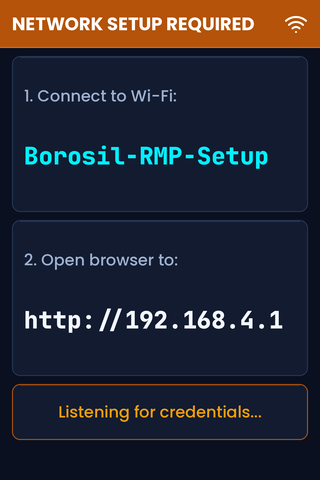 NETWORK SETUP REQUIRED
1. Connect to Wi-Fi:
Borosil-RMP-Setup
2. Open browser to:
http://192.168.4.1
Listening for credentials...